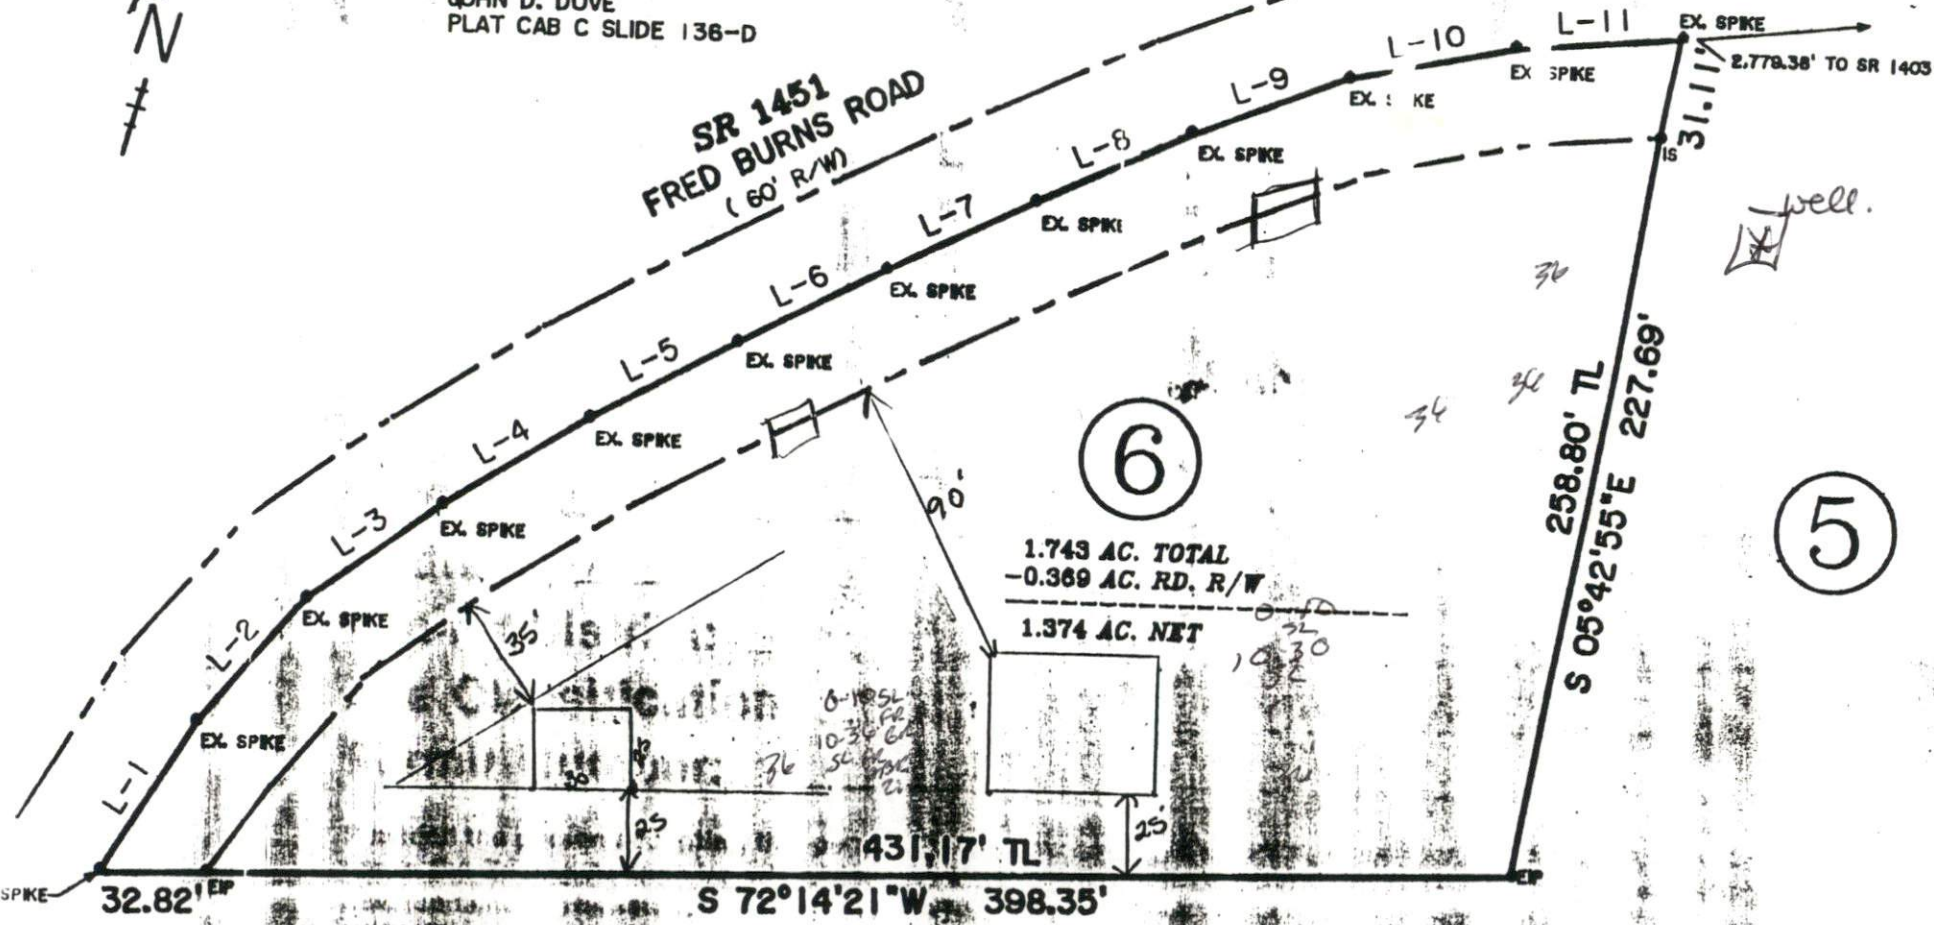 N
JOHN D. DOVE
PLAT CAB C SLIDE 136-D
SR 1451
FRED BURNS ROAD
( 60' R/W)
L-11
EX. SPIKE
2,779.38' TO SR 1403
L-10
EX SPIKE
31.11'
IS
L-9
EX. KE
L-8
EX. SPIKE
well.
L-7
EX. SPIKE
36
L-6
EX. SPIKE
L-5
EX. SPIKE
36
34
258.80' TL
S 05°42'55"E 227.69'
L-4
EX. SPIKE
90'
6
5
L-3
EX. SPIKE
1.743 AC. TOTAL
-0.369 AC. RD. R/W
1.374 AC. NET
L-2
EX. SPIKE
35'
L-1
EX. SPIKE
36
30
25
25'
431.17' TL
SPIKE
32.82'
EIP
S 72°14'21"W 398.35'
EIP